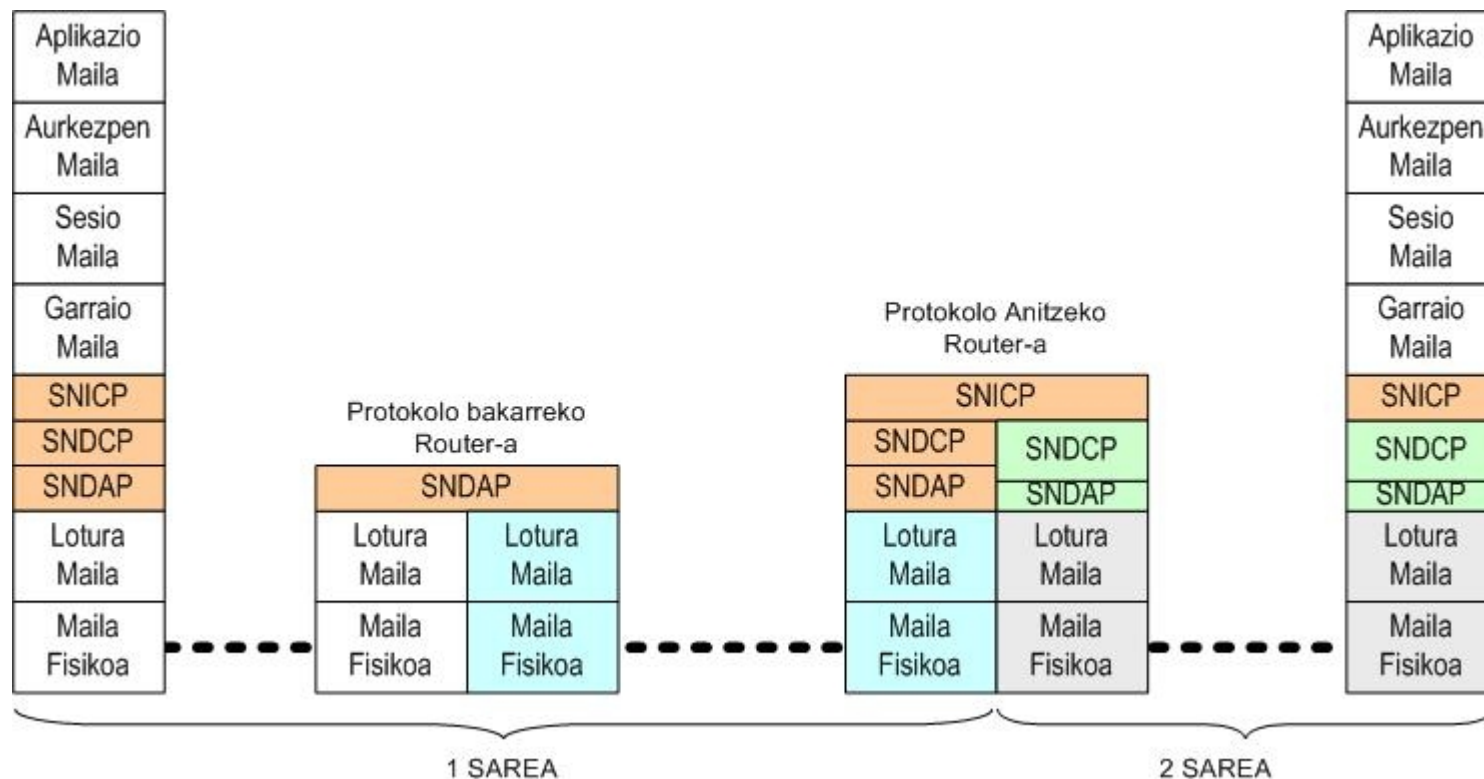 Aplikazio
Maila
Aurkezpen
Maila
Sesio
Maila
Garraio
Maila
SNICP
SNDCP
SNDAP
Lotura
Maila
Maila
Fisikoa
Protokolo bakarreko
Router-a
SNDAP
Lotura
Maila
Lotura
Maila
Maila
Fisikoa
Maila
Fisikoa
Protokolo Anitzeko
Router-a
SNICP
SNDCP
SNDAP
SNDCP
SNDAP
Lotura
Maila
Lotura
Maila
Maila
Fisikoa
Maila
Fisikoa
Aplikazio
Maila
Aurkezpen
Maila
Sesio
Maila
Garraio
Maila
SNICP
SNDCP
SNDAP
Lotura
Maila
Maila
Fisikoa
1 SAREA
2 SAREA